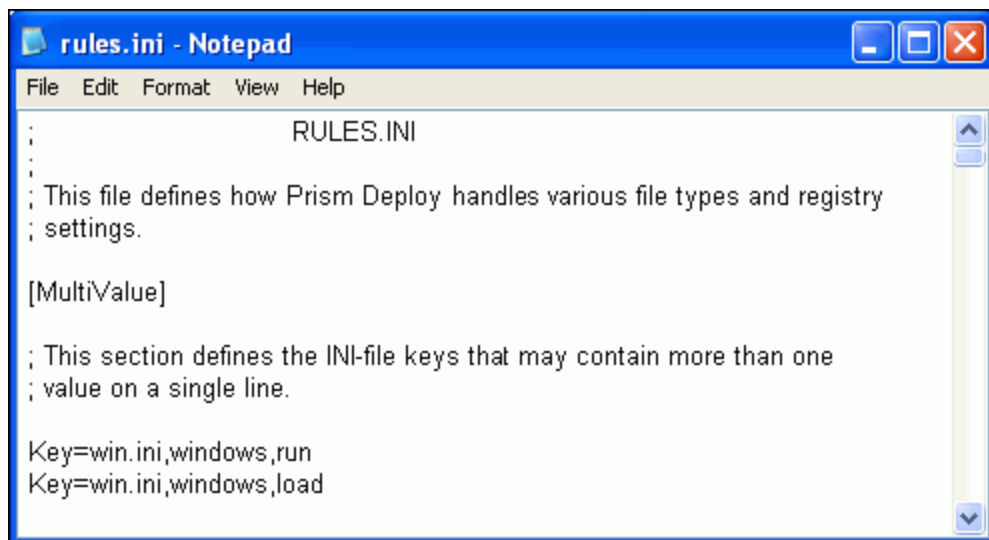 rules.ini - Notepad
File Edit Format View Help
; RULES.INI
;
; This file defines how Prism Deploy handles various file types and registry
; settings.
[MultiValue]
; This section defines the INI-file keys that may contain more than one
; value on a single line.
Key=win.ini,windows,run
Key=win.ini,windows,load